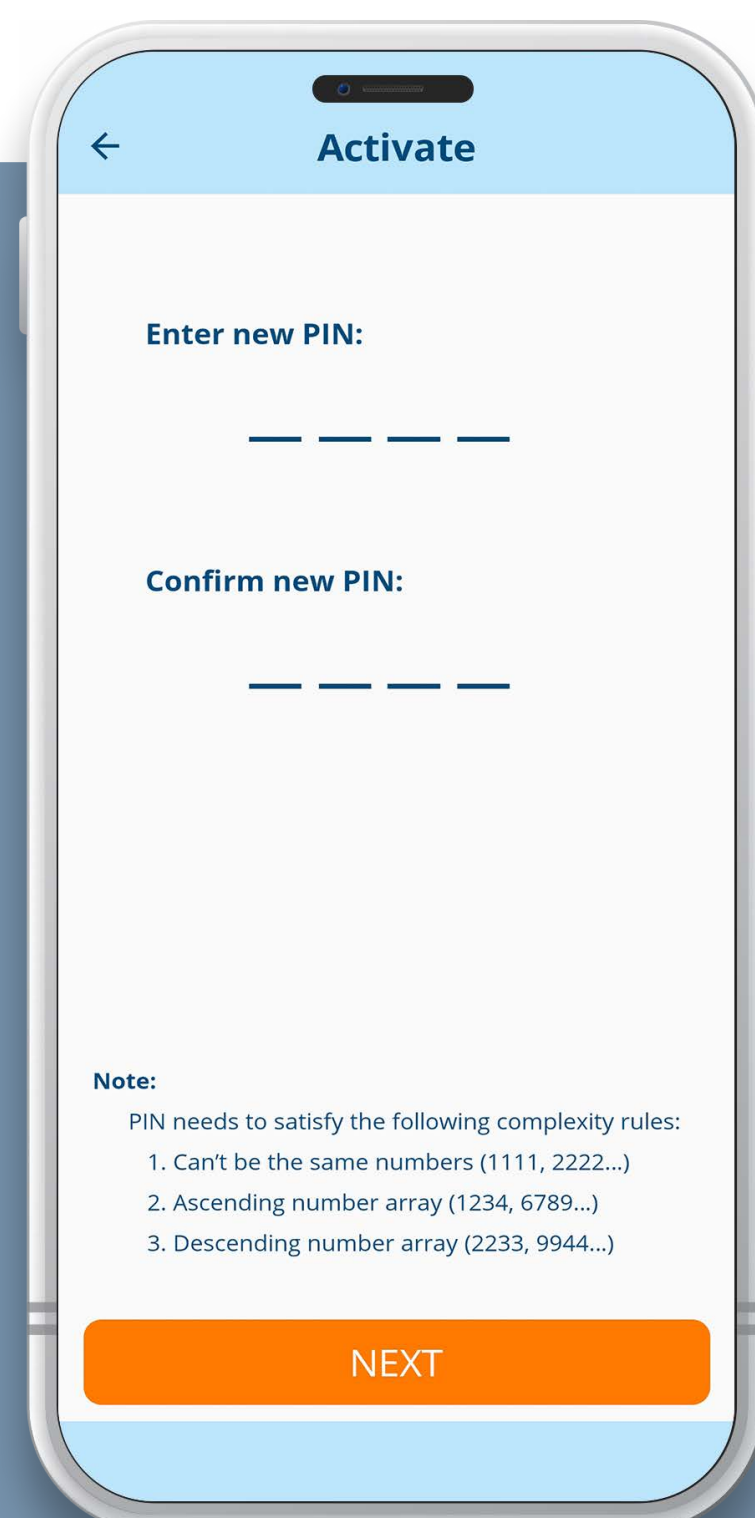 Activate
Enter new PIN:
Confirm new PIN:
Note:
PIN needs to satisfy the following complexity rules:
1. Can't be the same numbers (1111, 2222...)
2. Ascending number array (1234, 6789...)
3. Descending number array (2233, 9944...)
NEXT